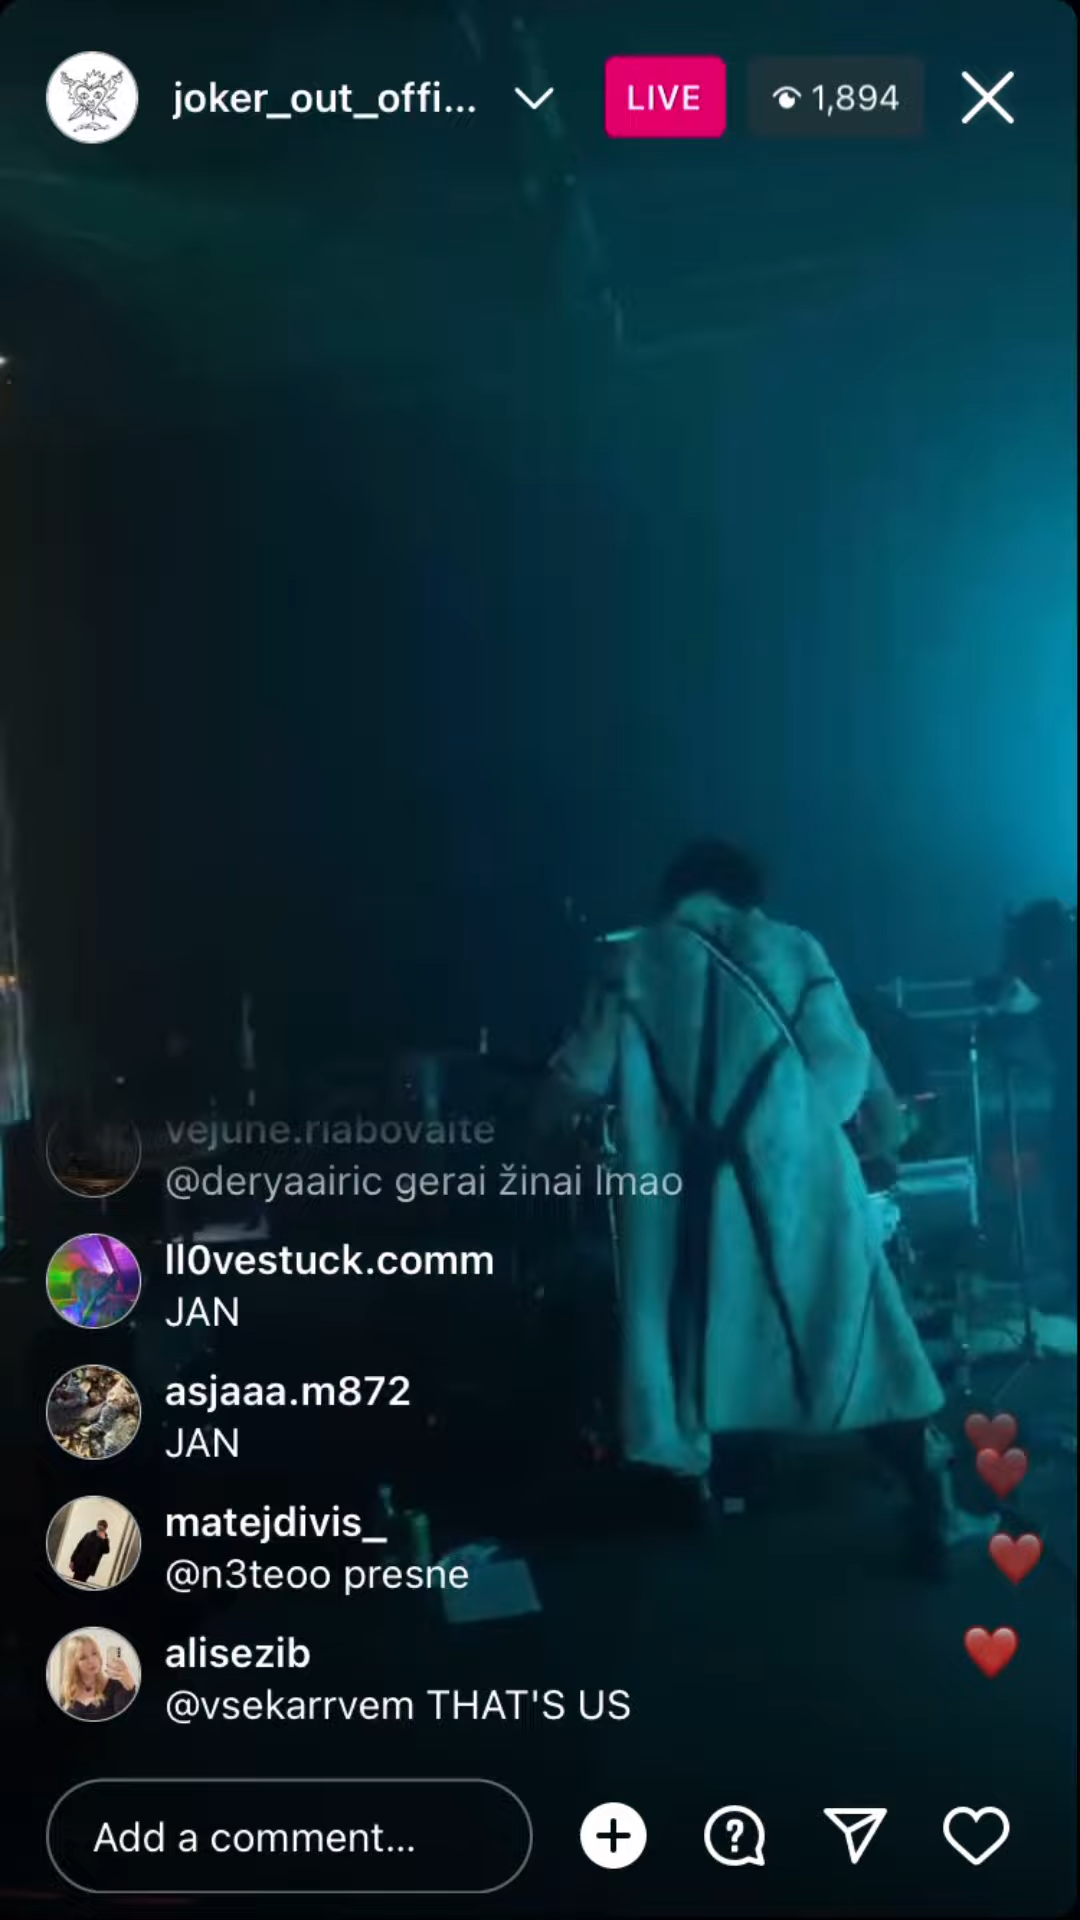 joker_out_offi...
LIVE
1,894
vejune.riabovaite
@deryaairic gerai žinai lmao
ll0vestuck.comm
JAN
asjaaa.m872
JAN
matejdivis_
@n3teoo presne
alisezib
@vsekarrvem THAT'S US
Add a comment...